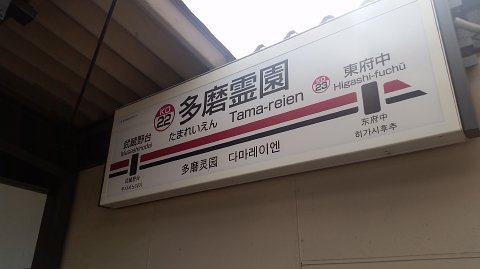 KO
22
多磨霊園
たまれいえん Tama-reien
多磨灵园 다마레이엔
武蔵野台
Musashinodai
KO
23
東府中
Higashi-fuchū
东府中
히가시후추